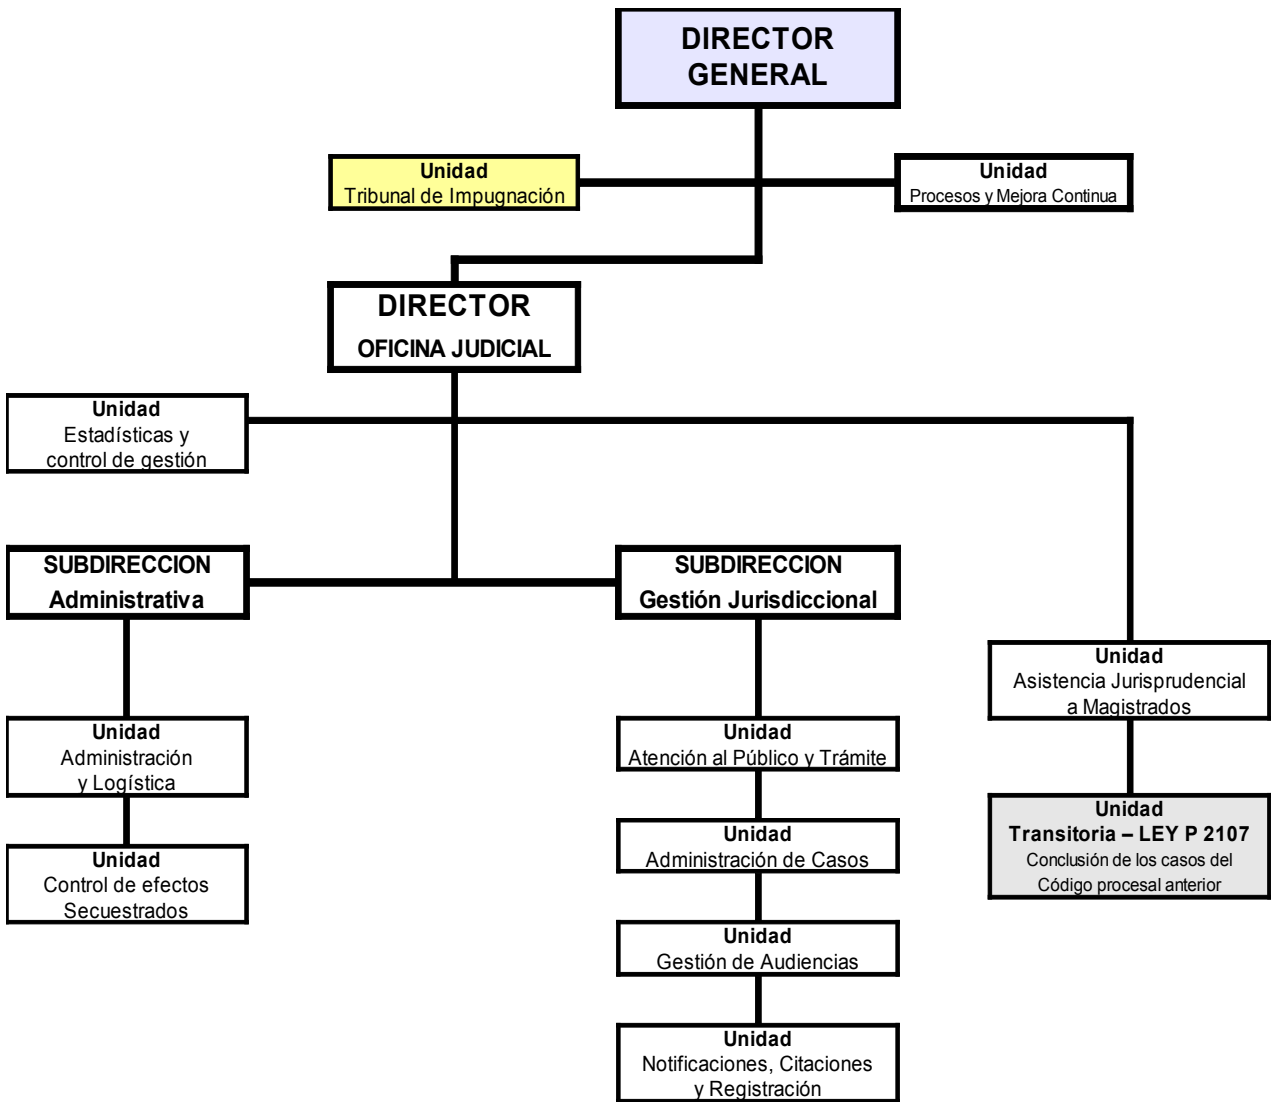 DIRECTOR
GENERAL
Unidad
Tribunal de Impugnación
Unidad
Procesos y Mejora Continua
DIRECTOR
OFICINA JUDICIAL
Unidad
Estadísticas y
control de gestión
SUBDIRECCION
Administrativa
SUBDIRECCION
Gestión Jurisdiccional
Unidad
Asistencia Jurisprudencial
a Magistrados
Unidad
Administración
y Logística
Unidad
Atención al Público y Trámite
Unidad
Transitoria – LEY P 2107
Conclusión de los casos del
Código procesal anterior
Unidad
Administración de Casos
Unidad
Control de efectos
Secuestrados
Unidad
Gestión de Audiencias
Unidad
Notificaciones, Citaciones
y Registración